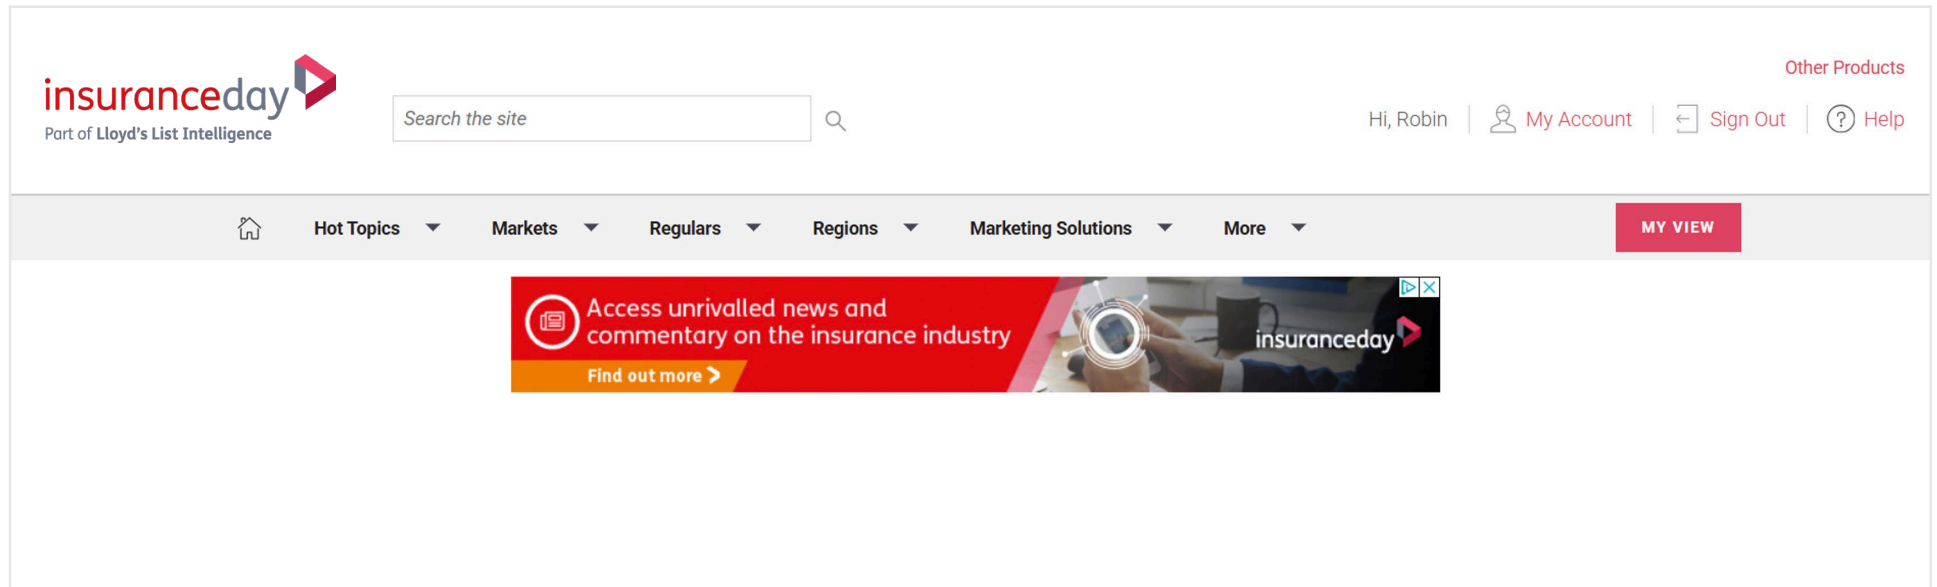 Other Products
insuranceday
Part of Lloyd's List Intelligence
Search the site
Hi, Robin
My Account
Sign Out
? Help
Hot Topics
Markets
Regulars
Regions
Marketing Solutions
More
MY VIEW
Access unrivalled news and
commentary on the insurance industry
Find out more
insuranceday